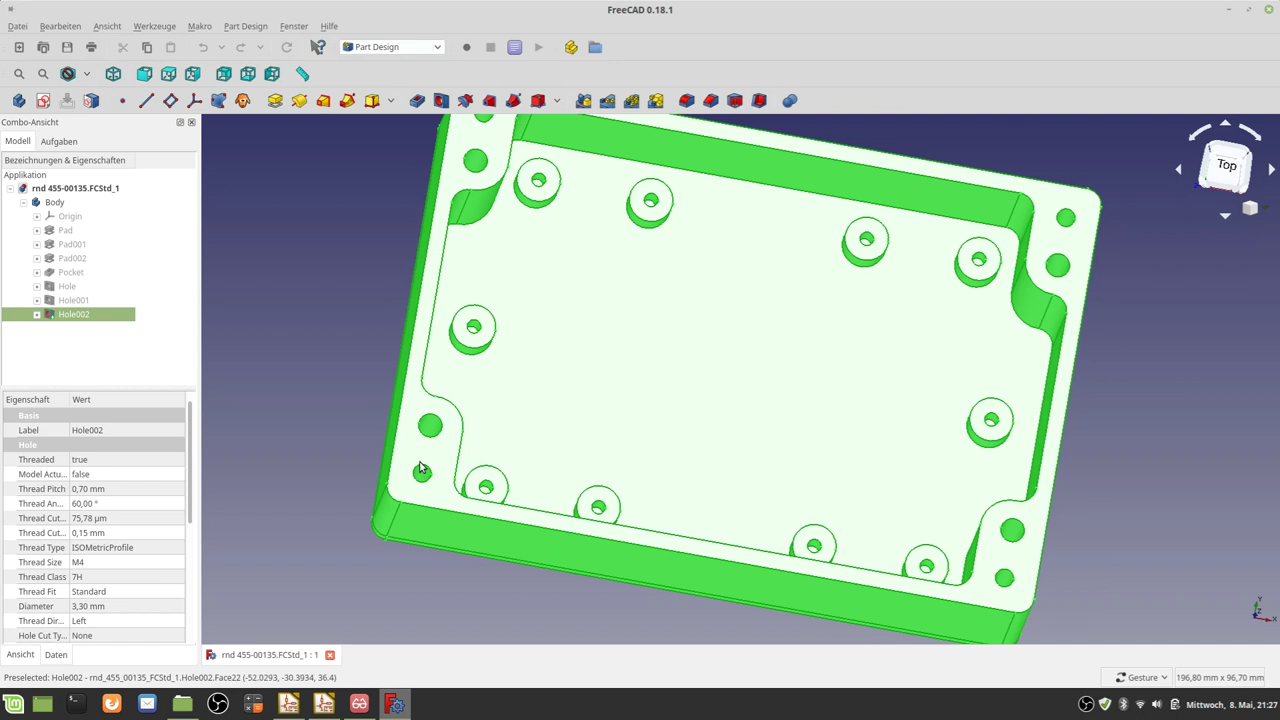 FreeCAD 0.18.1
Datei Bearbeiten Ansicht Werkzeuge Makro Part Design Fenster Hilfe
Part Design
Combo-Ansicht
Modell Aufgaben
Bezeichnungen & Eigenschaften
Applikation
rnd 455-00135.FCStd_1
Body
Origin
Pad
Pad001
Pad002
Pocket
Hole
Hole001
Hole002
Eigenschaft Wert
Basis
Label Hole002
Hole
Threaded true
Model Actu... false
Thread Pitch 0,70 mm
Thread An... 60,00 °
Thread Cut... 75,78 µm
Thread Cut... 0,15 mm
Thread Type ISOMetricProfile
Thread Size M4
Thread Class 7H
Thread Fit Standard
Diameter 3,30 mm
Thread Dir... Left
Hole Cut Ty... None
Ansicht Daten
Top
Y
Z
X
rnd 455-00135.FCStd_1 : 1
Preselected: Hole002 - rnd_455_00135_FCStd_1.Hole002.Face22 (-52.0293, -30.3934, 36.4)
Gesture
196,80 mm x 96,70 mm
Mittwoch, 8. Mai, 21:27